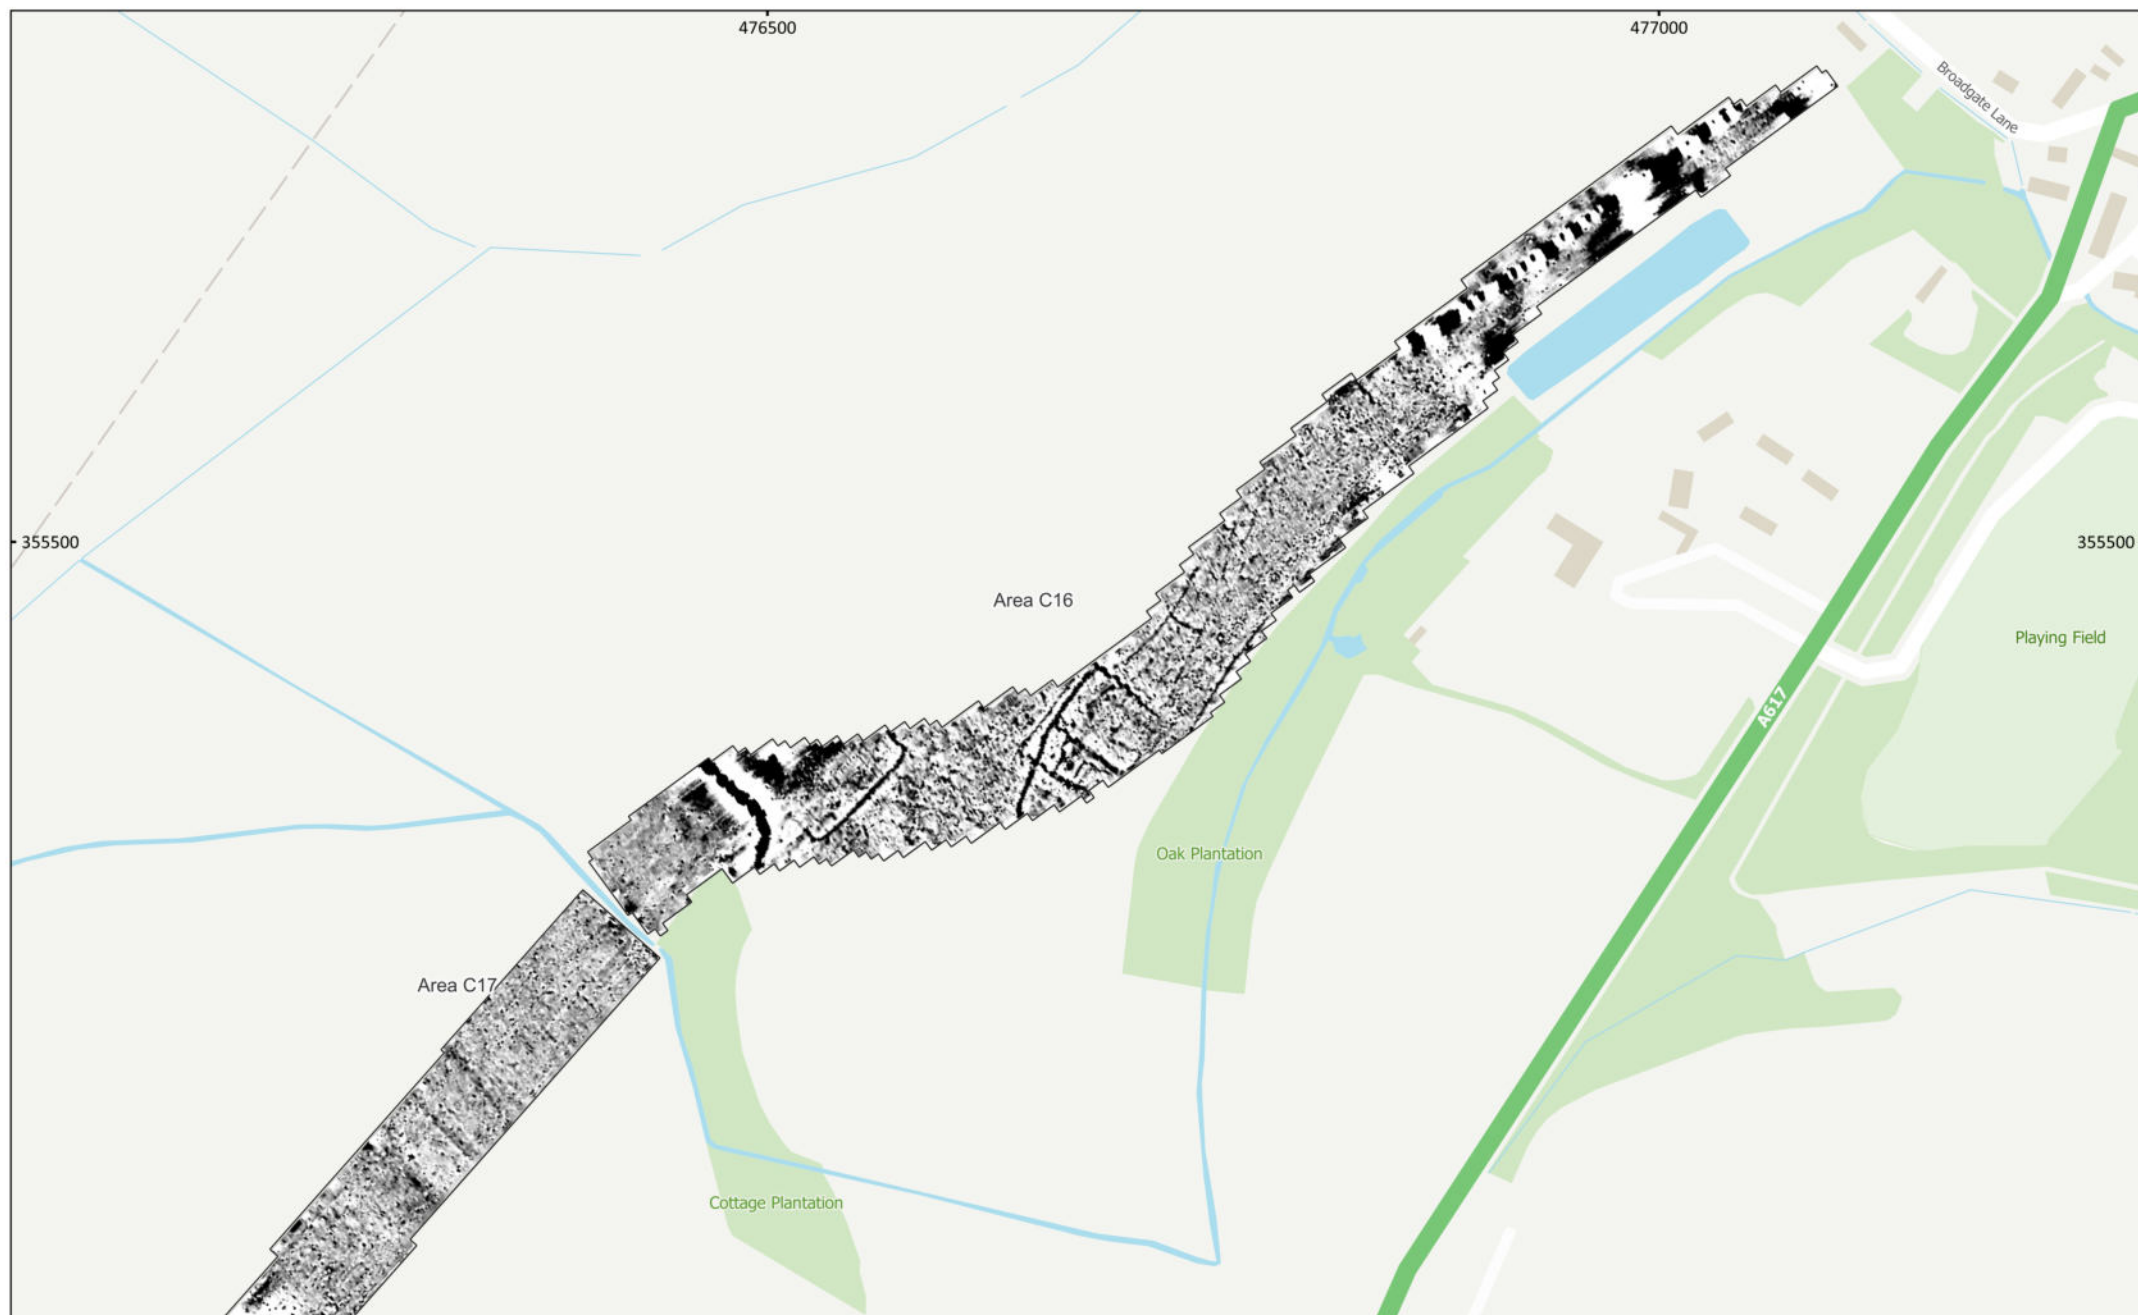 476500
477000
Broadgate Lane
355500
355500
Area C16
Playing Field
A617
Oak Plantation
Area C17
Cottage Plantation